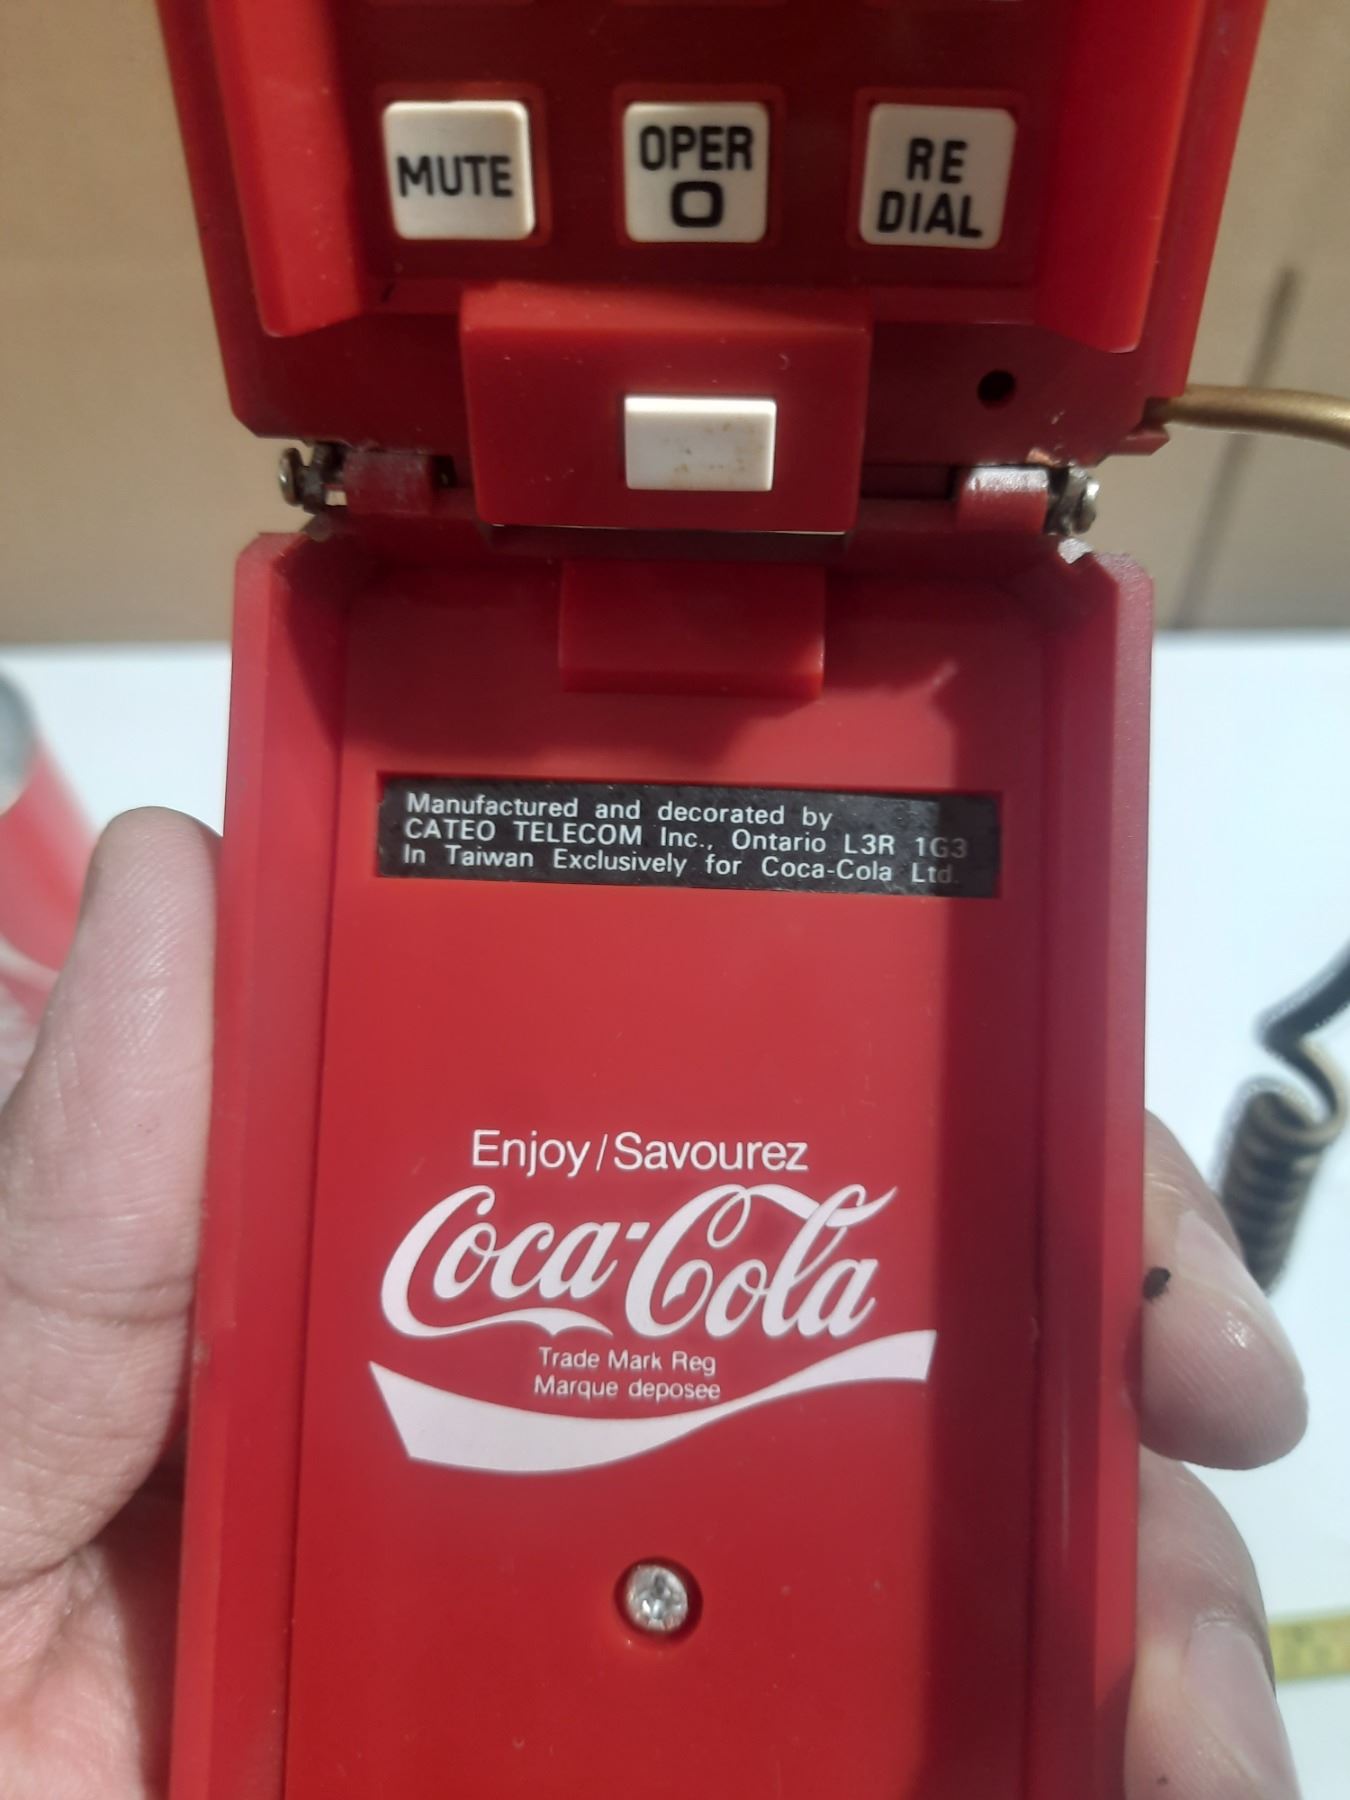 MUTE
OPER
0
RE
DIAL
Manufactured and decorated by
CATEO TELECOM Inc., Ontario L3R 1G3
In Taiwan Exclusively for Coca-Cola Ltd.
Enjoy / Savourez
Coca-Cola
Trade Mark Reg
Marque deposee